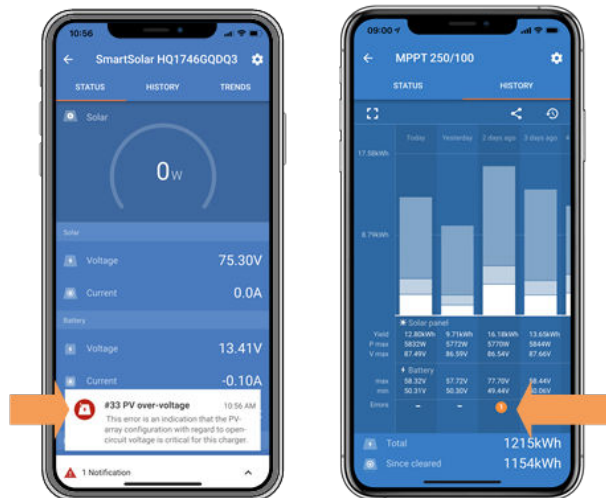 10:56
SmartSolar HQ1746GQDQ3
STATUS HISTORY TRENDS
Solar
0W
Solar
Voltage 75.30V
Current 0.0A
Battery
Voltage 13.41V
Current -0.10A
#33 PV over-voltage 10:56 AM
This error is an indication that the PV-
array configuration with regard to open-
circuit voltage is critical for this charger.
1 Notification
09:00
MPPT 250/100
STATUS HISTORY
Today Yesterday 2 days ago 3 days ago
17.58kWh
8.79kWh
Solar panel
Yield 12.80kWh 9.71kWh 16.18kWh 13.65kWh
P max 5832W 5772W 5770W 5844W
V max 87.49V 86.59V 86.54V 87.66V
Battery
max 58.32V 57.72V 77.70V 58.44V
min 50.31V 50.30V 49.44V 50.06V
Errors – – 1
Total 1215kWh
Since cleared 1154kWh